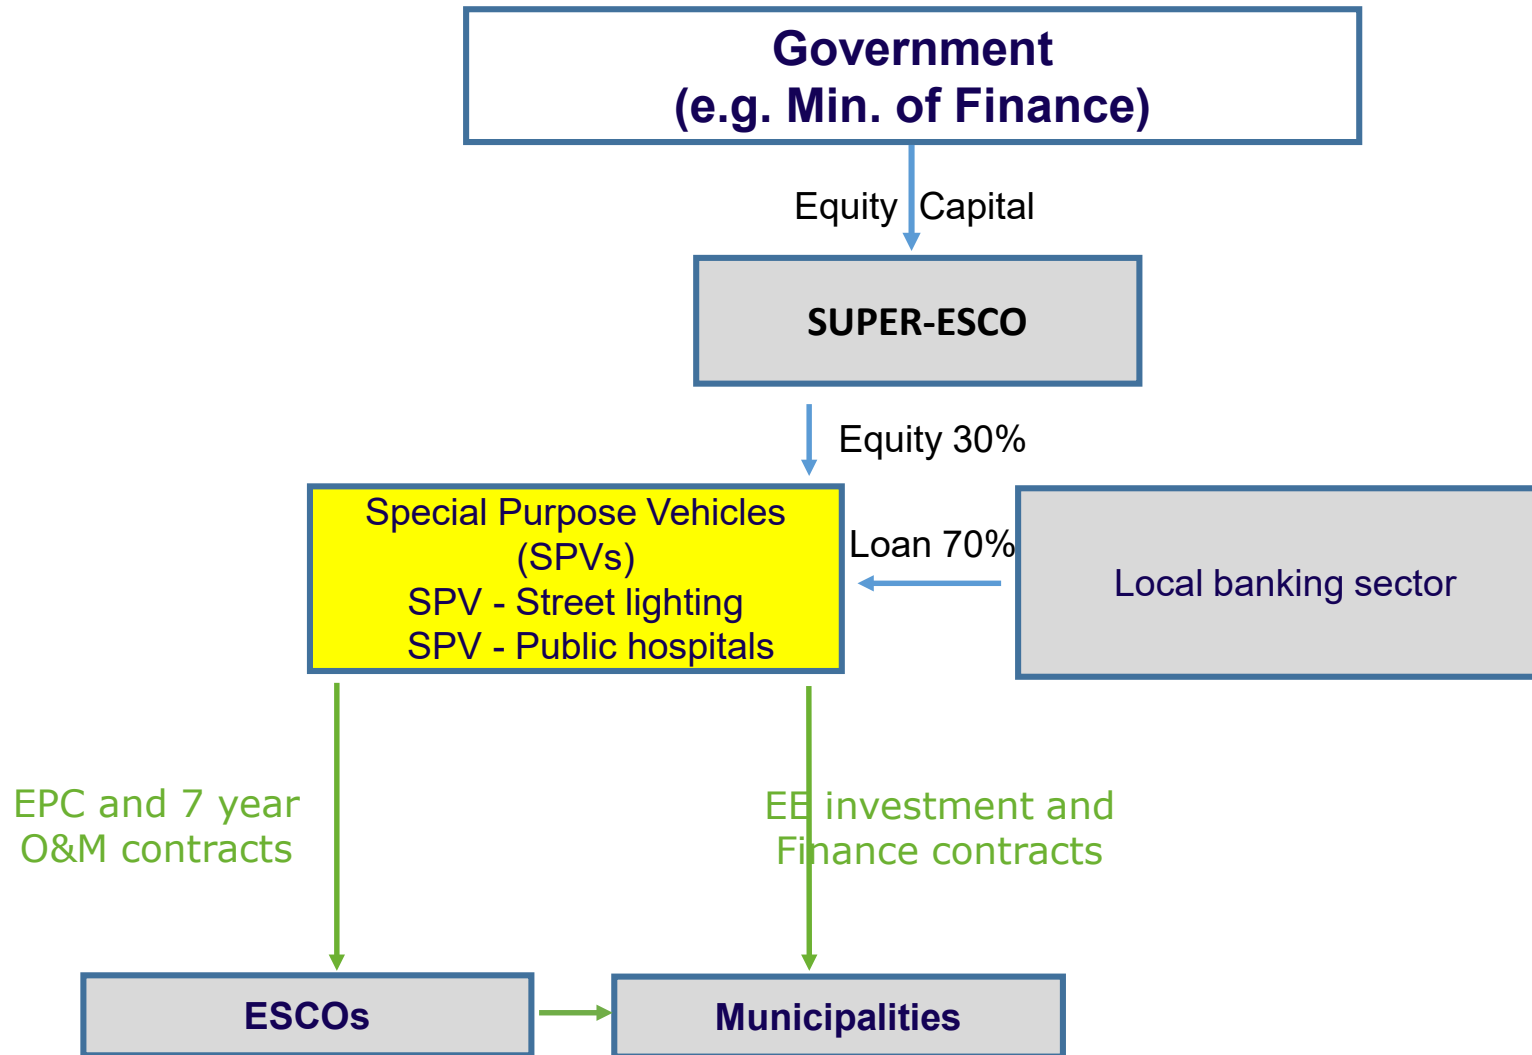 Government
(e.g. Min. of Finance)
Equity Capital
SUPER-ESCO
Equity 30%
Special Purpose Vehicles
(SPVs)
SPV - Street lighting
SPV - Public hospitals
Loan 70%
Local banking sector
EPC and 7 year
O&M contracts
EE investment and
Finance contracts
ESCOs
Municipalities